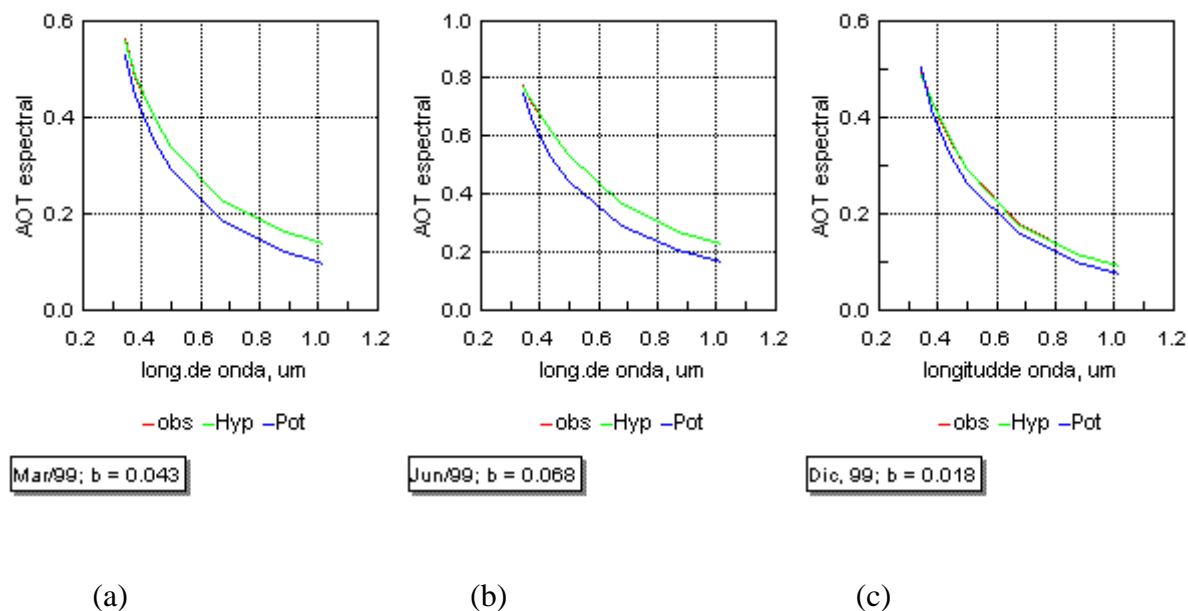 0.6
0.4
0.2
0.0
AOT espectral
0.2 0.4 0.6 0.8 1.0 1.2
long.de onda, um
obs Hyp Pot
Mar/99; b = 0.043
(a)
1.0
0.8
0.6
0.4
0.2
0.0
AOT espectral
0.2 0.4 0.6 0.8 1.0 1.2
long.de onda, um
obs Hyp Pot
Jun/99; b = 0.068
(b)
0.6
0.4
0.2
0.0
AOT espectral
0.2 0.4 0.6 0.8 1.0 1.2
longitudde onda, um
obs Hyp Pot
Dic, 99; b = 0.018
(c)